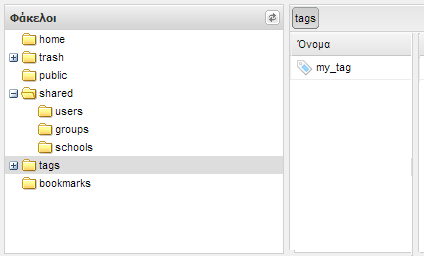 Φάκελοι
home
trash
public
shared
users
groups
schools
tags
bookmarks
tags
Όνομα
my_tag